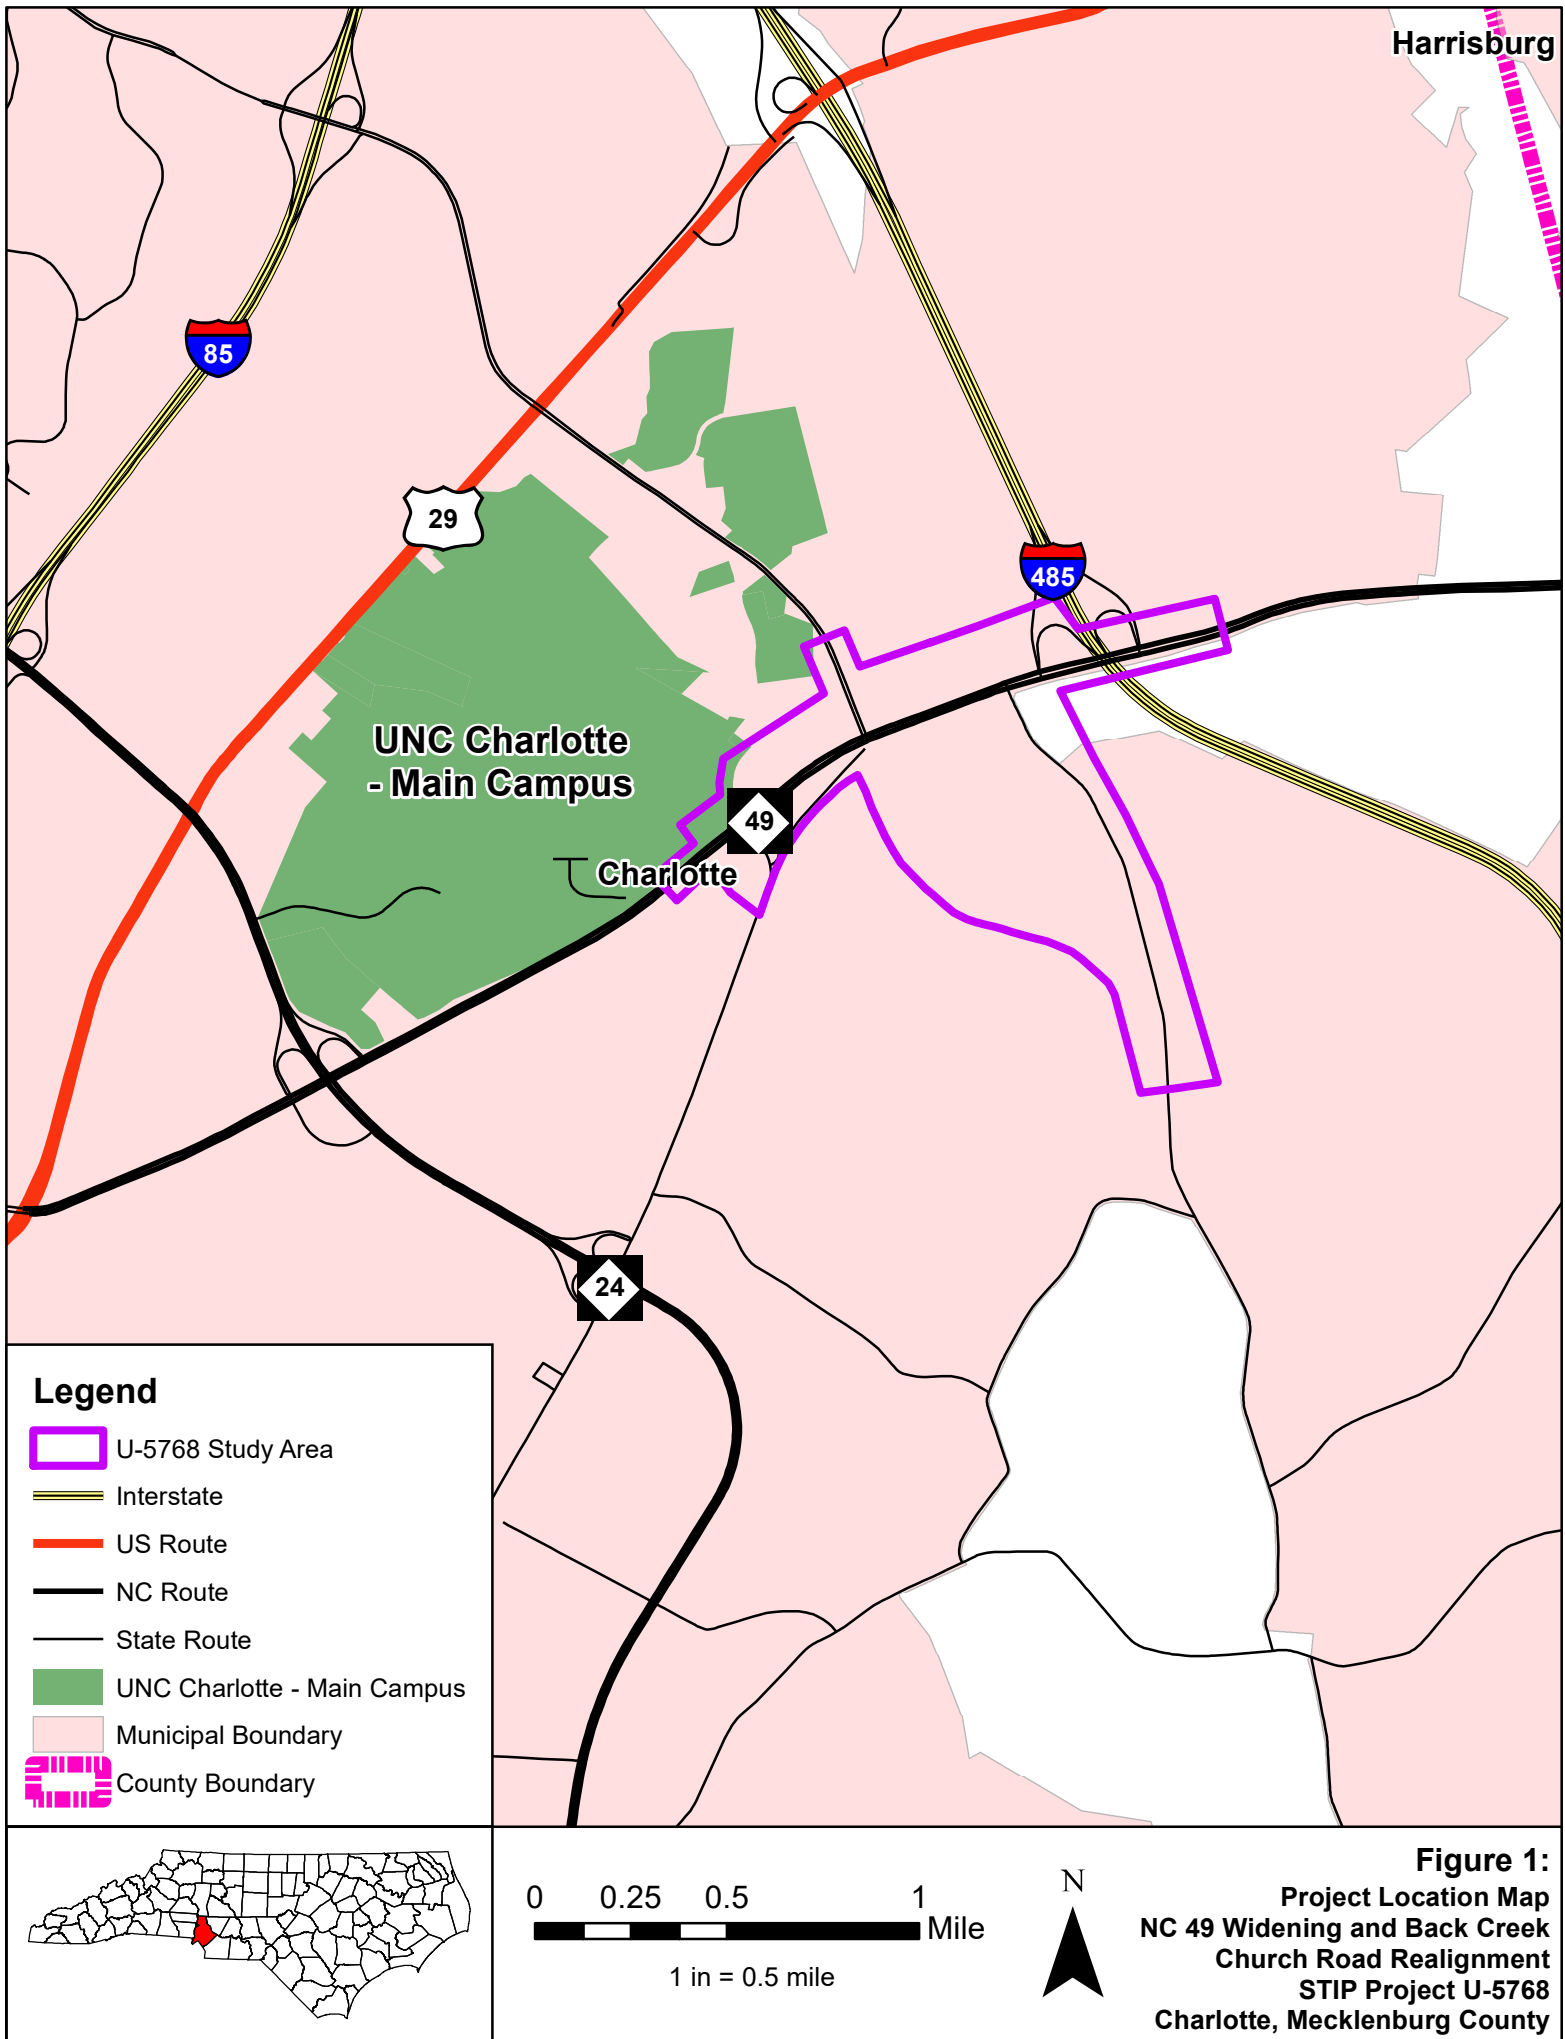 Harrisburg
85
29
485
UNC Charlotte
- Main Campus
49
Charlotte
24
Legend
U-5768 Study Area
Interstate
US Route
NC Route
State Route
UNC Charlotte - Main Campus
Municipal Boundary
County Boundary
0 0.25 0.5 1
Mile
1 in = 0.5 mile
N
Figure 1:
Project Location Map
NC 49 Widening and Back Creek
Church Road Realignment
STIP Project U-5768
Charlotte, Mecklenburg County